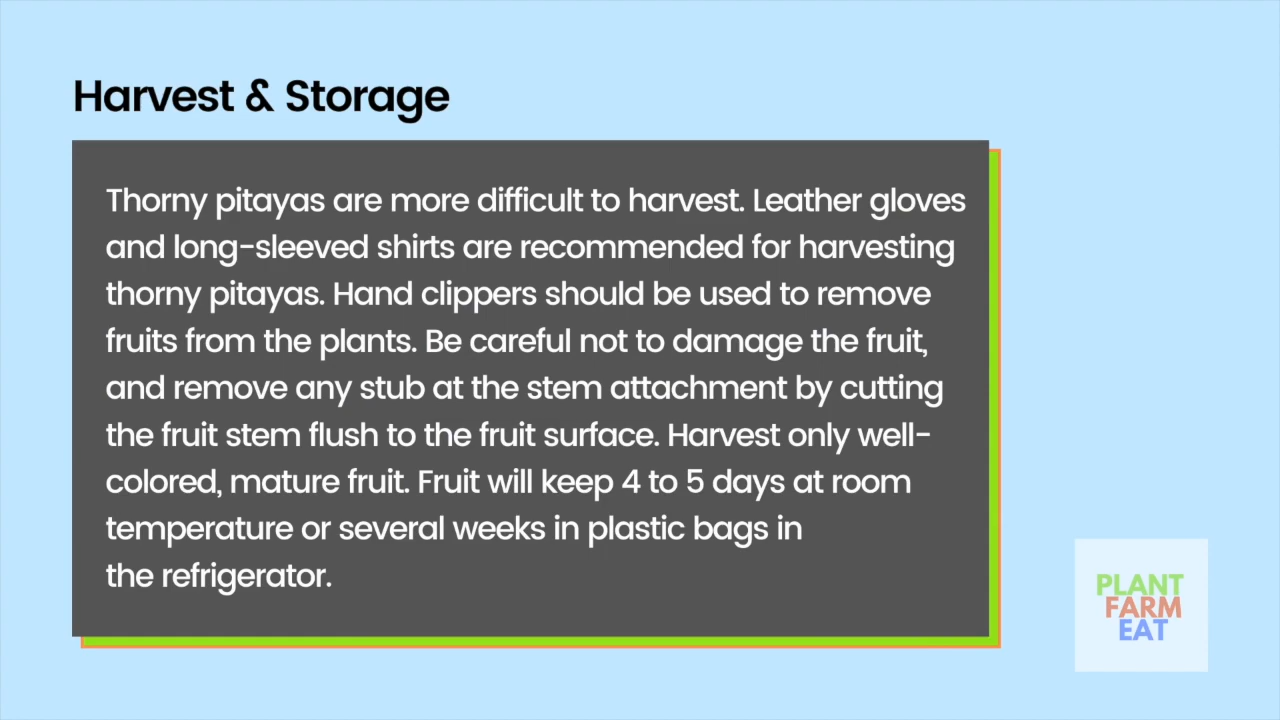 Harvest & Storage
Thorny pitayas are more difficult to harvest. Leather gloves
and long-sleeved shirts are recommended for harvesting
thorny pitayas. Hand clippers should be used to remove
fruits from the plants. Be careful not to damage the fruit,
and remove any stub at the stem attachment by cutting
the fruit stem flush to the fruit surface. Harvest only well-
colored, mature fruit. Fruit will keep 4 to 5 days at room
temperature or several weeks in plastic bags in
the refrigerator.
PLANT
FARM
EAT